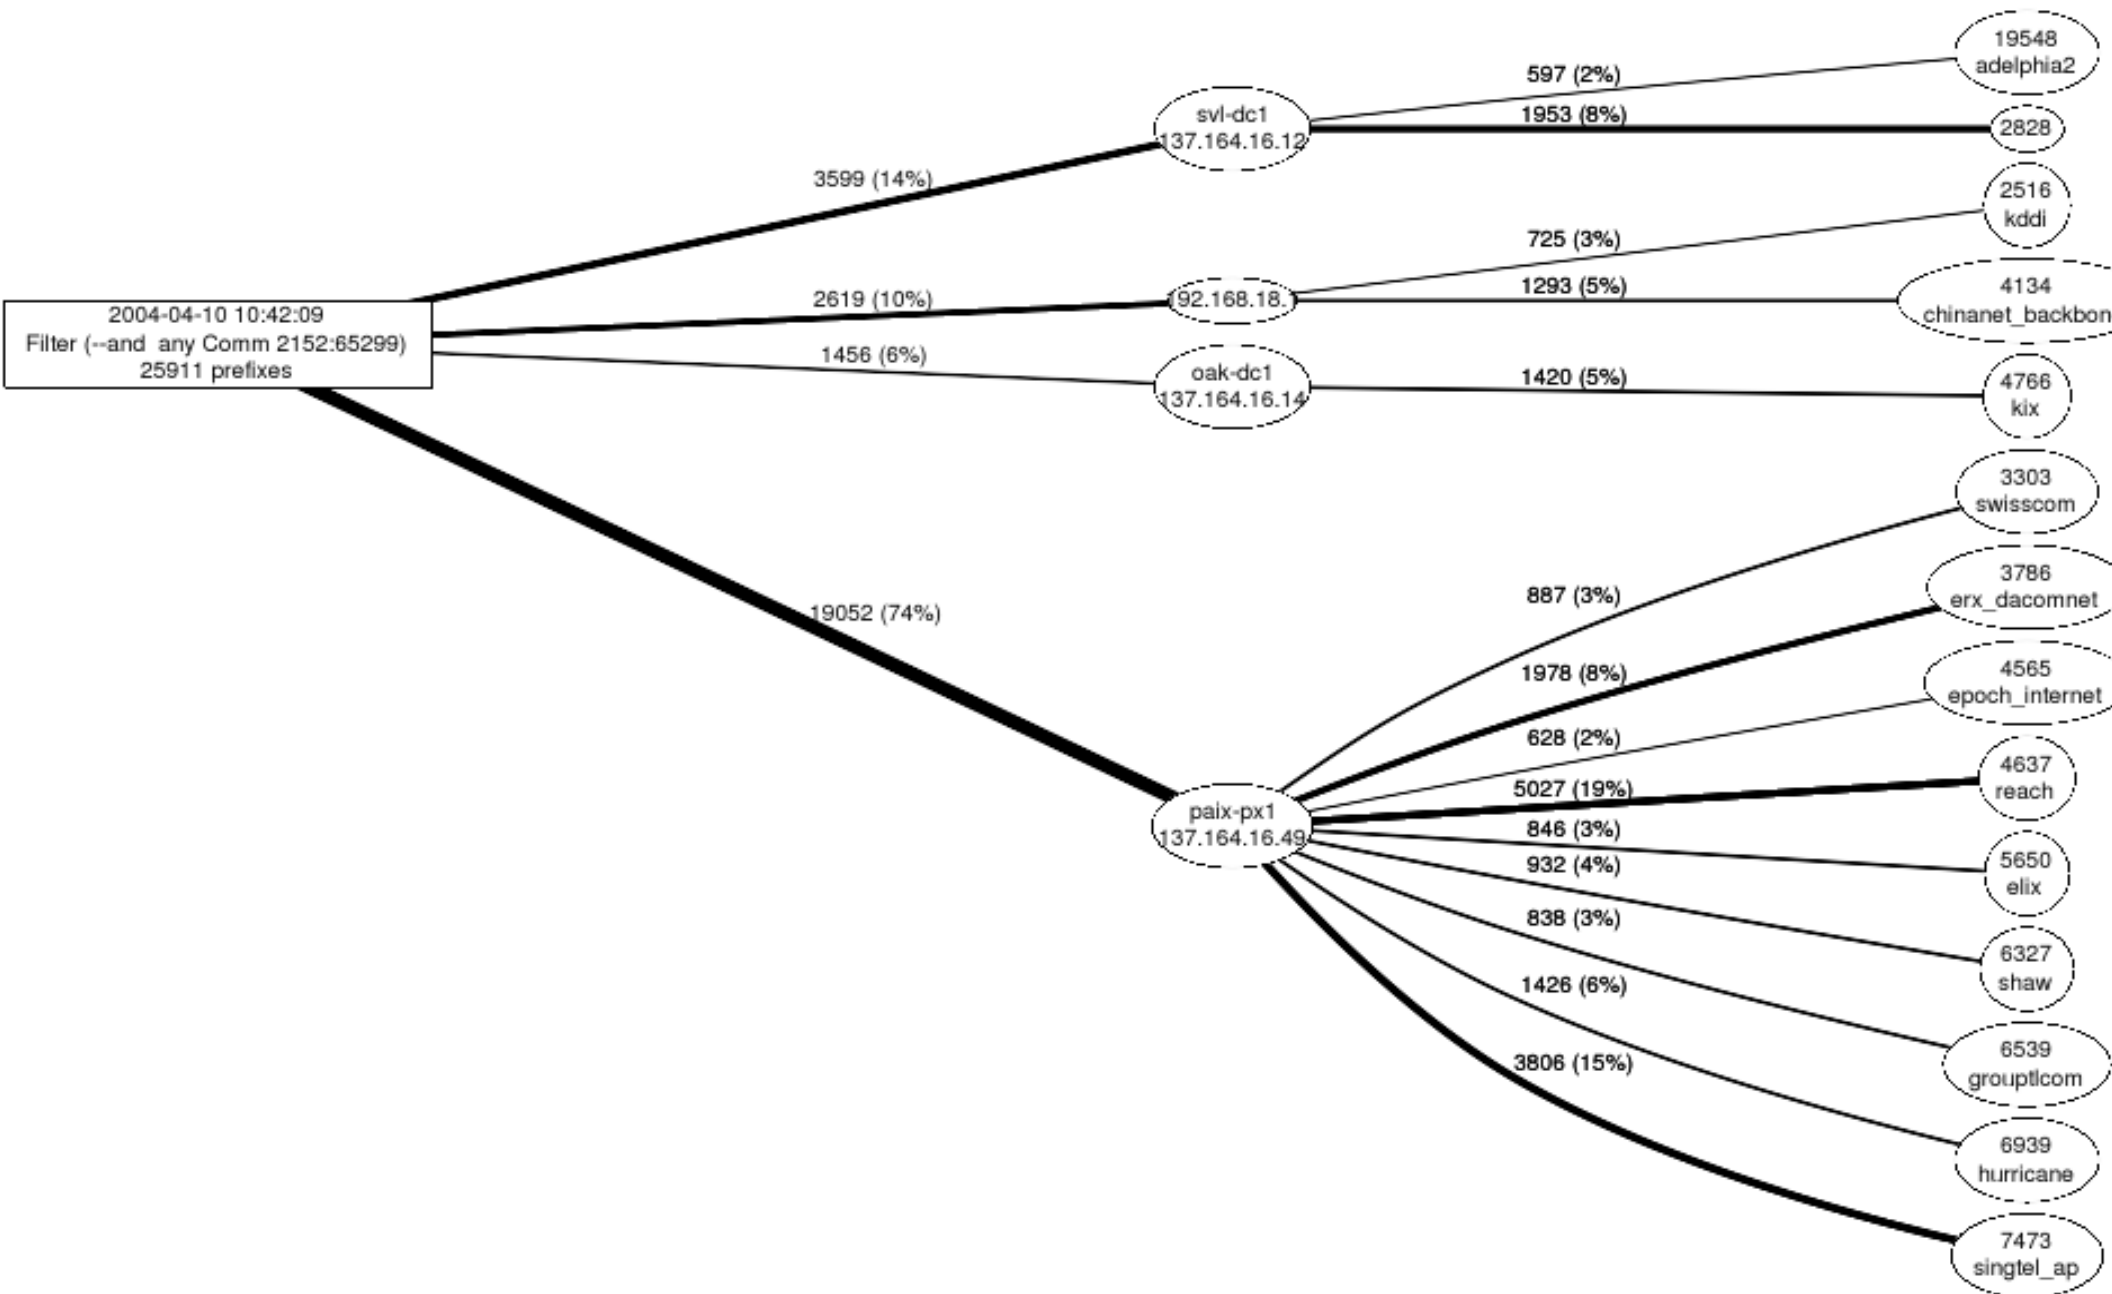 2004-04-10 10:42:09
Filter (--and any Comm 2152:65299)
25911 prefixes
3599 (14%)
2619 (10%)
1456 (6%)
19052 (74%)
svl-dc1
137.164.16.12
92.168.18.
oak-dc1
137.164.16.14
paix-px1
137.164.16.49
597 (2%)
1953 (8%)
725 (3%)
1293 (5%)
1420 (5%)
887 (3%)
1978 (8%)
628 (2%)
5027 (19%)
846 (3%)
932 (4%)
838 (3%)
1426 (6%)
3806 (15%)
19548
adelphia2
2828
2516
kddi
4134
chinanet_backbon
4766
kix
3303
swisscom
3786
erx_dacomnet
4565
epoch_internet
4637
reach
5650
elix
6327
shaw
6539
grouptlcom
6939
hurricane
7473
singtel_ap